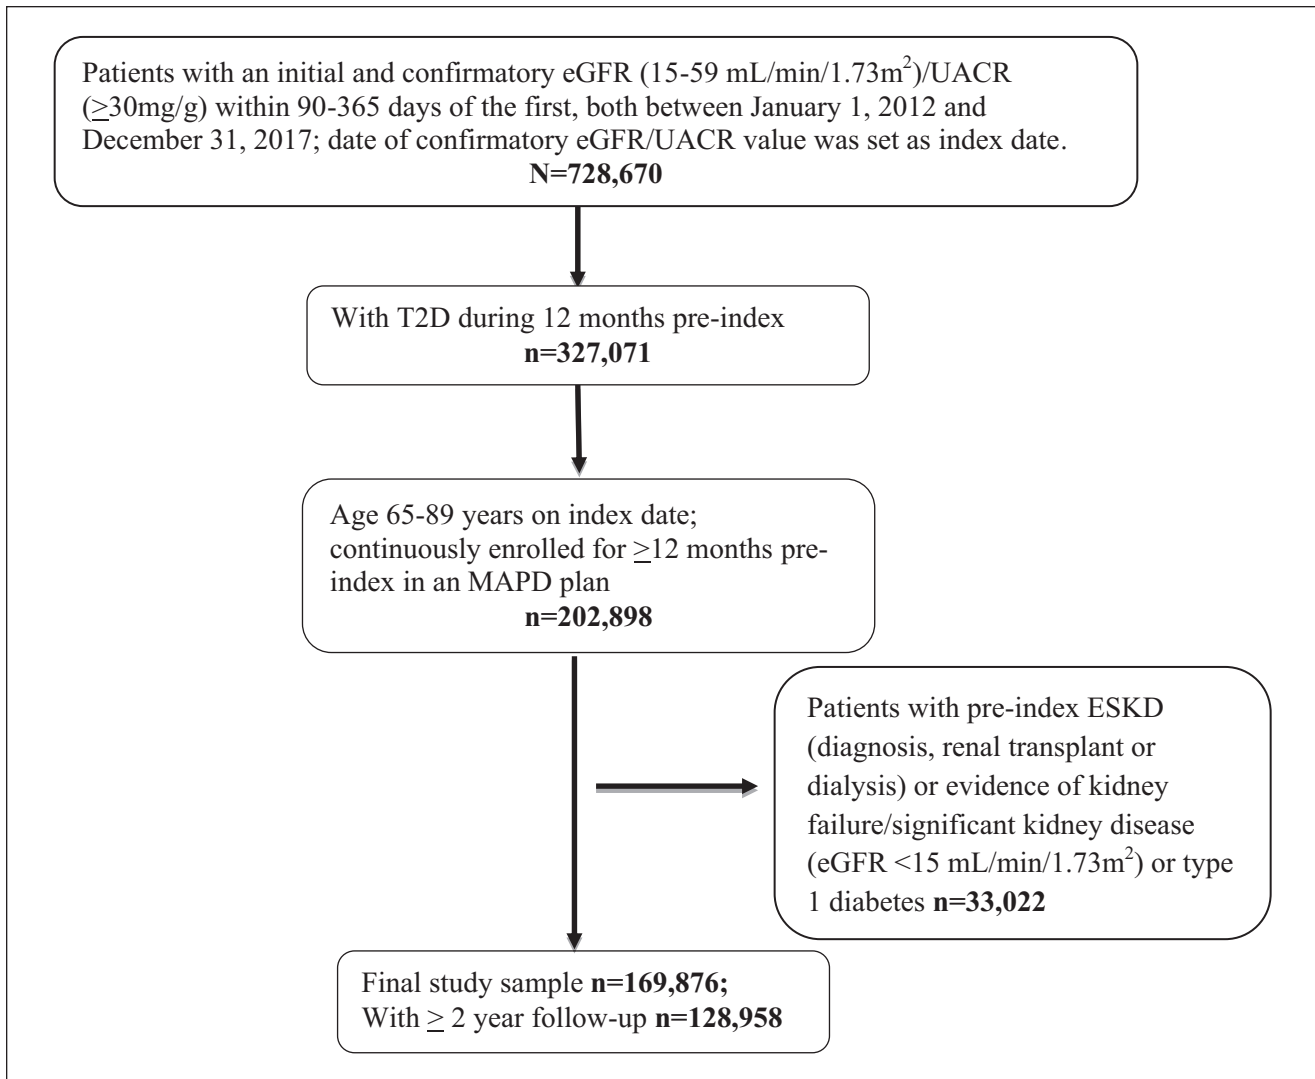 Patients with an initial and confirmatory eGFR (15-59 mL/min/1.73m²)/UACR
(≥30mg/g) within 90-365 days of the first, both between January 1, 2012 and
December 31, 2017; date of confirmatory eGFR/UACR value was set as index date.
N=728,670
With T2D during 12 months pre-index
n=327,071
Age 65-89 years on index date;
continuously enrolled for ≥12 months pre-
index in an MAPD plan
n=202,898
Patients with pre-index ESKD
(diagnosis, renal transplant or
dialysis) or evidence of kidney
failure/significant kidney disease
(eGFR <15 mL/min/1.73m²) or type
1 diabetes n=33,022
Final study sample n=169,876;
With ≥ 2 year follow-up n=128,958